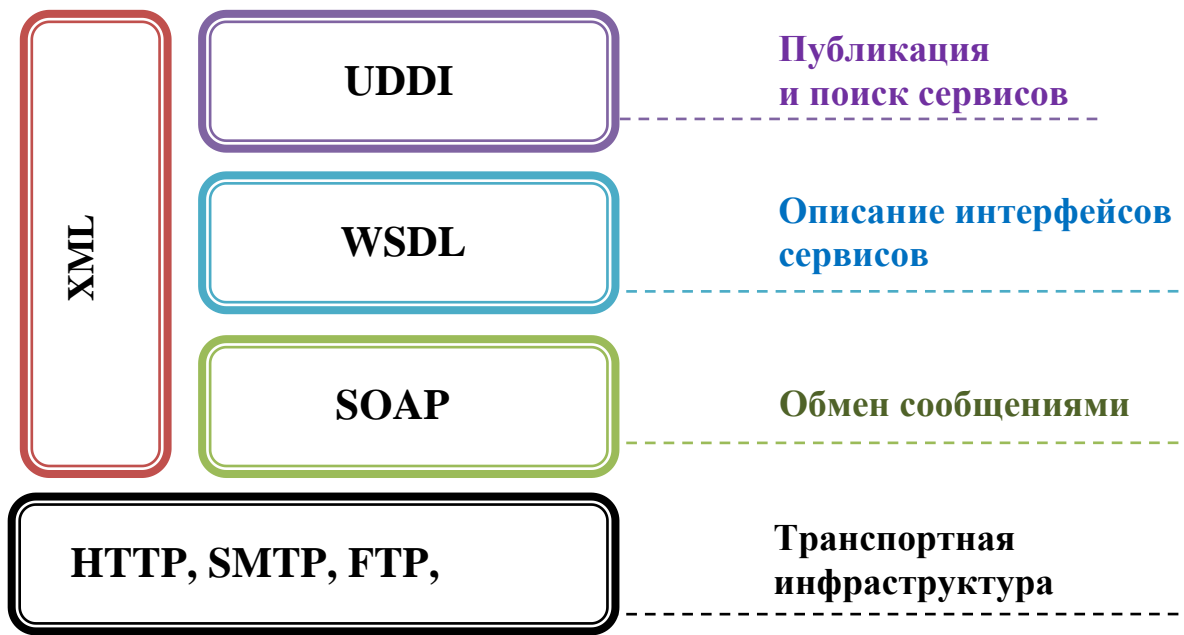 XML
UDDI
Публикация
и поиск сервисов
WSDL
Описание интерфейсов
сервисов
SOAP
Обмен сообщениями
HTTP, SMTP, FTP,
Транспортная
инфраструктура